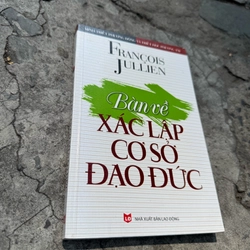 FRANÇOIS
JULLIEN
Bàn về
XÁC LẬP
CƠ SỞ
ĐẠO ĐỨC
NHÀ XUẤT BẢN LAO ĐỘNG